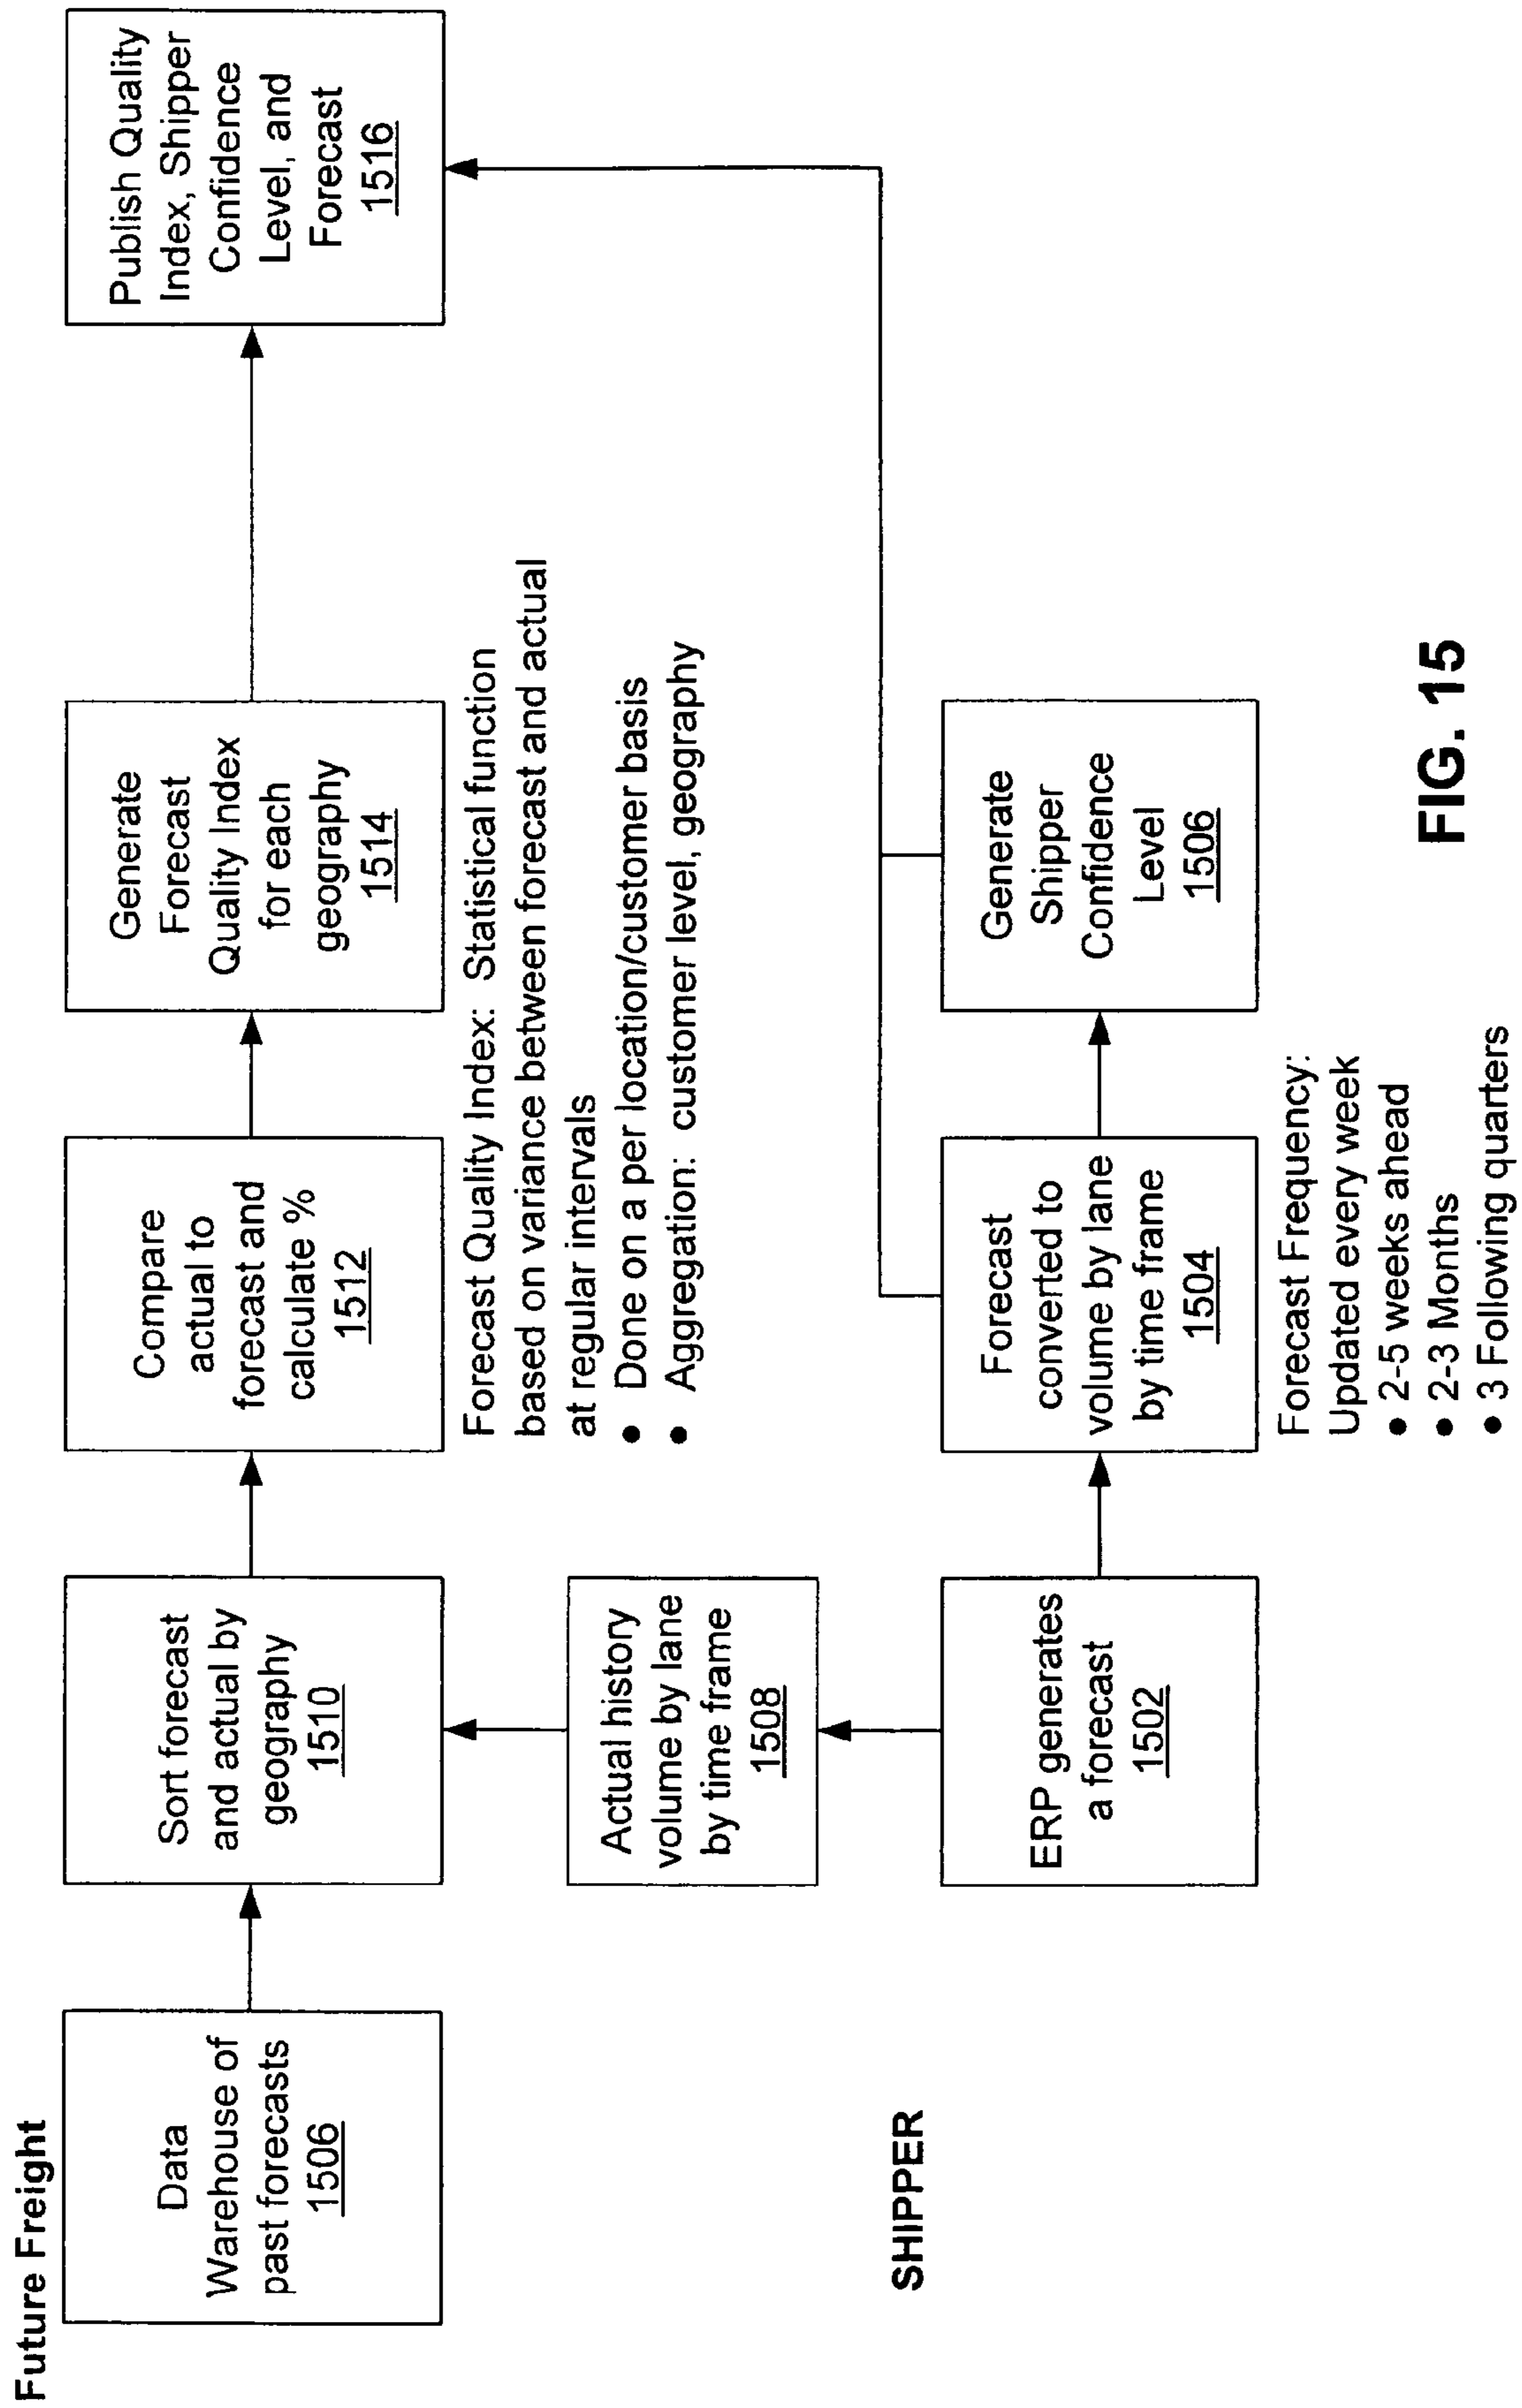 Future Freight
Data
Warehouse of
past forecasts
1506
Sort forecast
and actual by
geography
1510
Compare
actual to
forecast and
calculate %
1512
Generate
Forecast
Quality Index
for each
geography
1514
Publish Quality
Index, Shipper
Confidence
Level, and
Forecast
1516
Forecast Quality Index: Statistical function
based on variance between forecast and actual
at regular intervals
• Done on a per location/customer basis
• Aggregation: customer level, geography
Actual history
volume by lane
by time frame
1508
SHIPPER
ERP generates
a forecast
1502
Forecast
converted to
volume by lane
by time frame
1504
Generate
Shipper
Confidence
Level
1506
Forecast Frequency:
Updated every week
• 2-5 weeks ahead
• 2-3 Months
• 3 Following quarters
FIG. 15